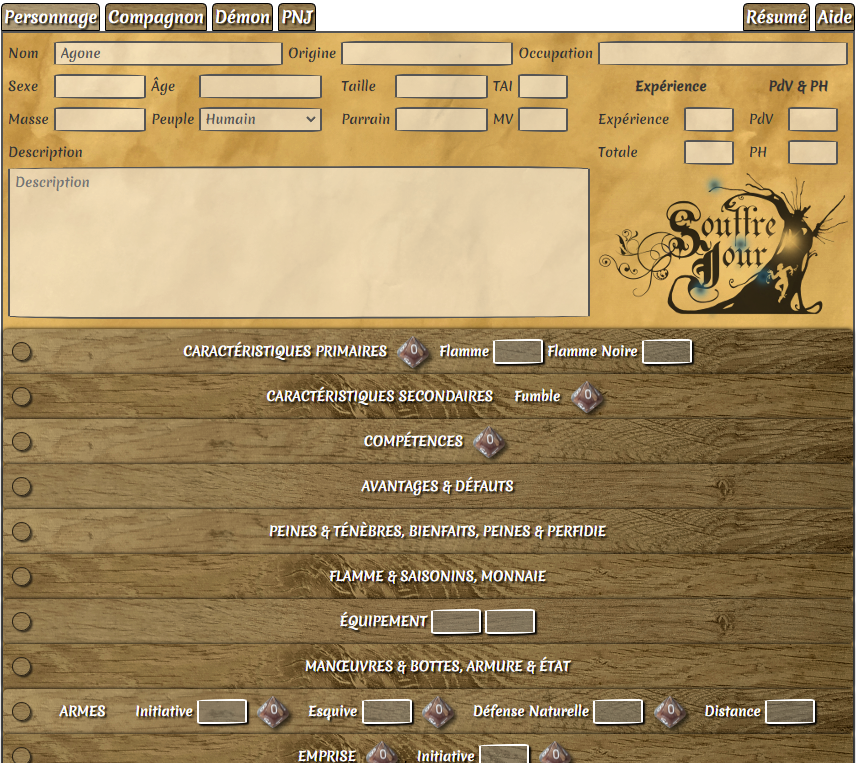 Personnage Compagnon Démon PNJ Résumé Aide
Nom Agone Origine Occupation
Sexe Âge Taille TAI Expérience PdV & PH
Masse Peuple Humain Parrain MV Expérience PdV
Description Totale PH
Description
Souffre
Jour
CARACTÉRISTIQUES PRIMAIRES 0 Flamme Flamme Noire
CARACTÉRISTIQUES SECONDAIRES Fumble 0
COMPÉTENCES 0
AVANTAGES & DÉFAUTS
PEINES & TÉNÈBRES, BIENFAITS, PEINES & PERFIDIE
FLAMME & SAISONINS, MONNAIE
ÉQUIPEMENT
MANŒUVRES & BOTTES, ARMURE & ÉTAT
ARMES Initiative 0 Esquive 0 Défense Naturelle 0 Distance
EMPRISE 0 Initiative 0